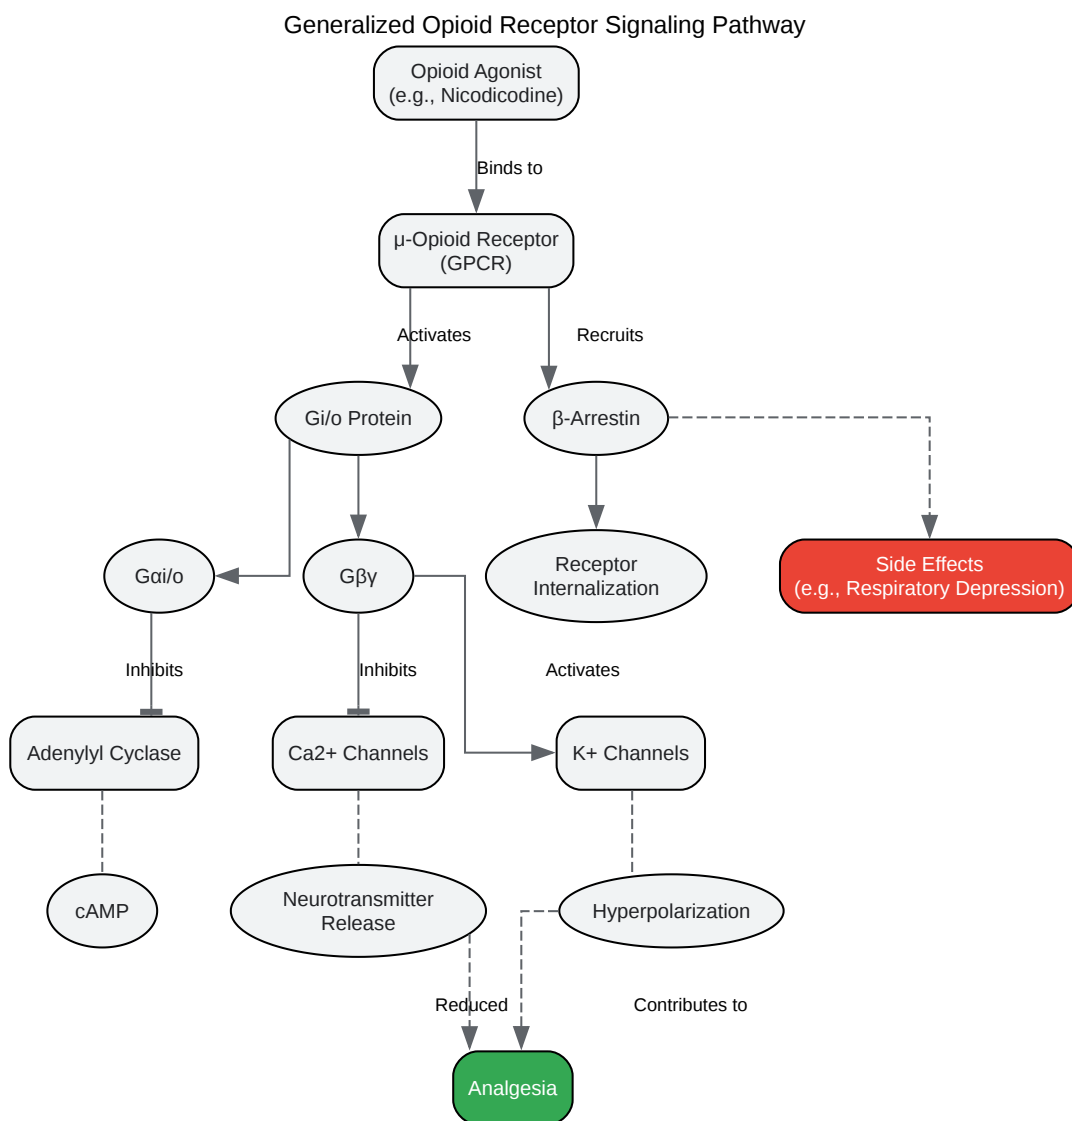 Generalized Opioid Receptor Signaling Pathway
Opioid Agonist
(e.g., Nicodicodine)
Binds to
μ-Opioid Receptor
(GPCR)
Activates
Recruits
Gi/o Protein
β-Arrestin
Gαi/o
Gβγ
Receptor
Internalization
Side Effects
(e.g., Respiratory Depression)
Inhibits
Inhibits
Activates
Adenylyl Cyclase
Ca2+ Channels
K+ Channels
cAMP
Neurotransmitter
Release
Hyperpolarization
Reduced
Contributes to
Analgesia